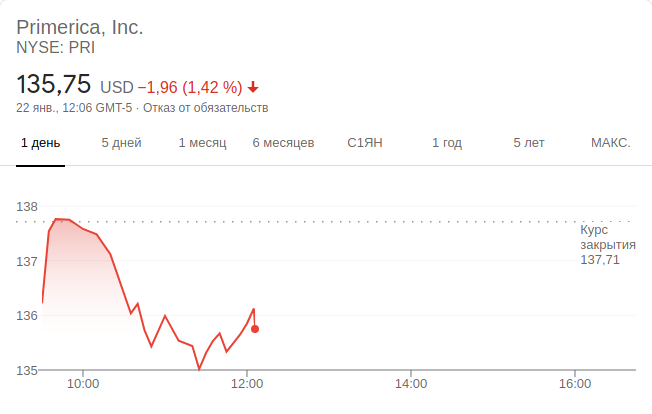 Primerica, Inc.
NYSE: PRI
135,75 USD −1,96 (1,42 %)
22 янв., 12:06 GMT-5 · Отказ от обязательств
1 день 5 дней 1 месяц 6 месяцев С1ЯН 1 год 5 лет МАКС.
138
Курс
закрытия
137,71
137
136
135
10:00 12:00 14:00 16:00